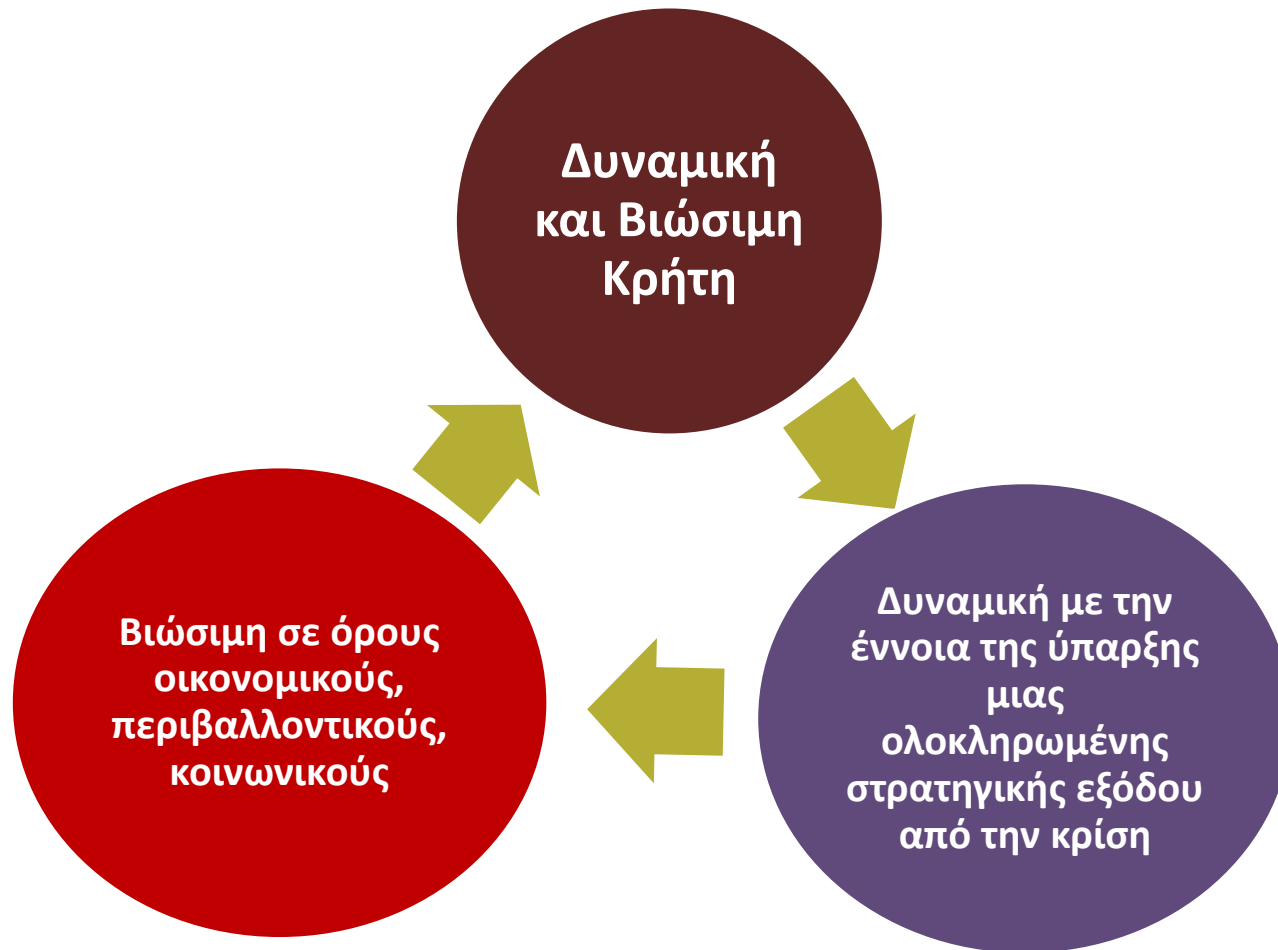 Δυναμική
και Βιώσιμη
Κρήτη
Δυναμική με την
έννοια της ύπαρξης
μιας
ολοκληρωμένης
στρατηγικής εξόδου
από την κρίση
Βιώσιμη σε όρους
οικονομικούς,
περιβαλλοντικούς,
κοινωνικούς